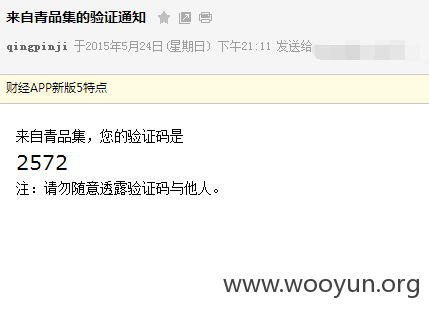 来自青品集的验证通知
qingpinji 于2015年5月24日(星期日) 下午21:11 发送给
财经APP新版5特点
来自青品集，您的验证码是
2572
注：请勿随意透露验证码与他人。
www.wooyun.org